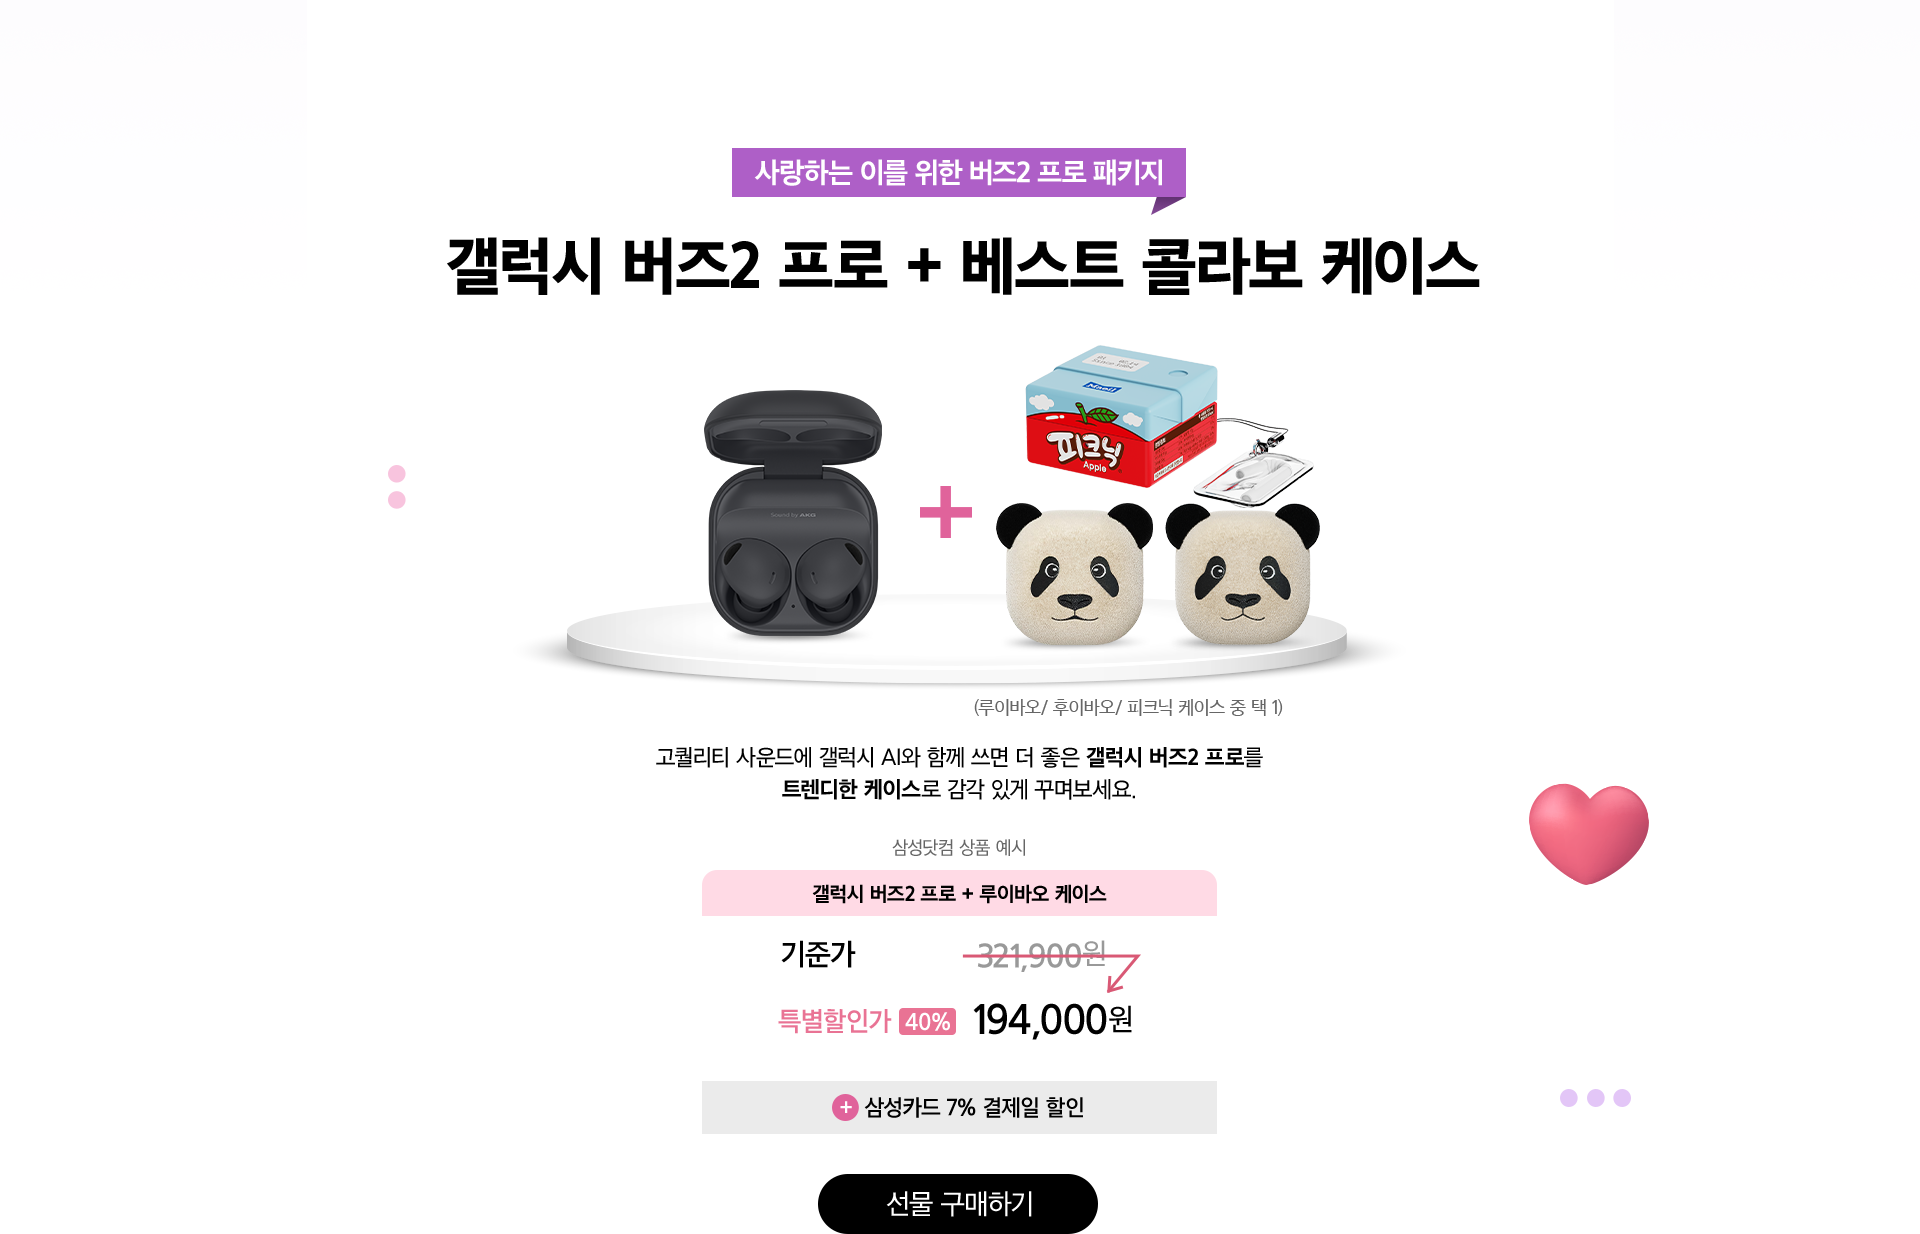 사랑하는 이를 위한 버즈2 프로 패키지
갤럭시 버즈2 프로 + 베스트 콜라보 케이스
피크닉
Apple
Sound by AKG
(루이바오/ 후이바오/ 피크닉 케이스 중 택 1)
고퀄리티 사운드에 갤럭시 AI와 함께 쓰면 더 좋은 갤럭시 버즈2 프로를
트렌디한 케이스로 감각 있게 꾸며보세요.
삼성닷컴 상품 예시
갤럭시 버즈2 프로 + 루이바오 케이스
기준가 321,900원
특별할인가 40% 194,000원
+ 삼성카드 7% 결제일 할인
선물 구매하기